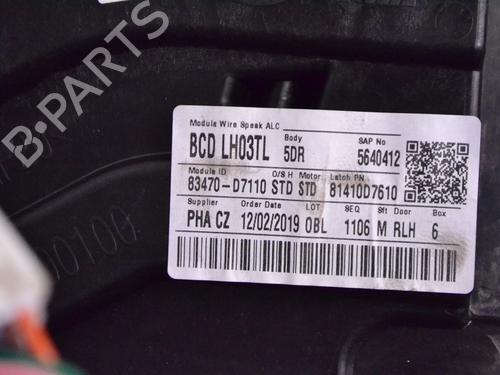 Module Wire Speak ALC Body SAP No
BCD LH03TL 5DR 5640412
Module ID O/S H Motor Latch PN
83470-D7110 STD STD 81410D7610
Supplier Order Date LOT SEQ Sft Door Box
PHA CZ 12/02/2019 OBL 1106 M RLH 6
B-PARTS
00100